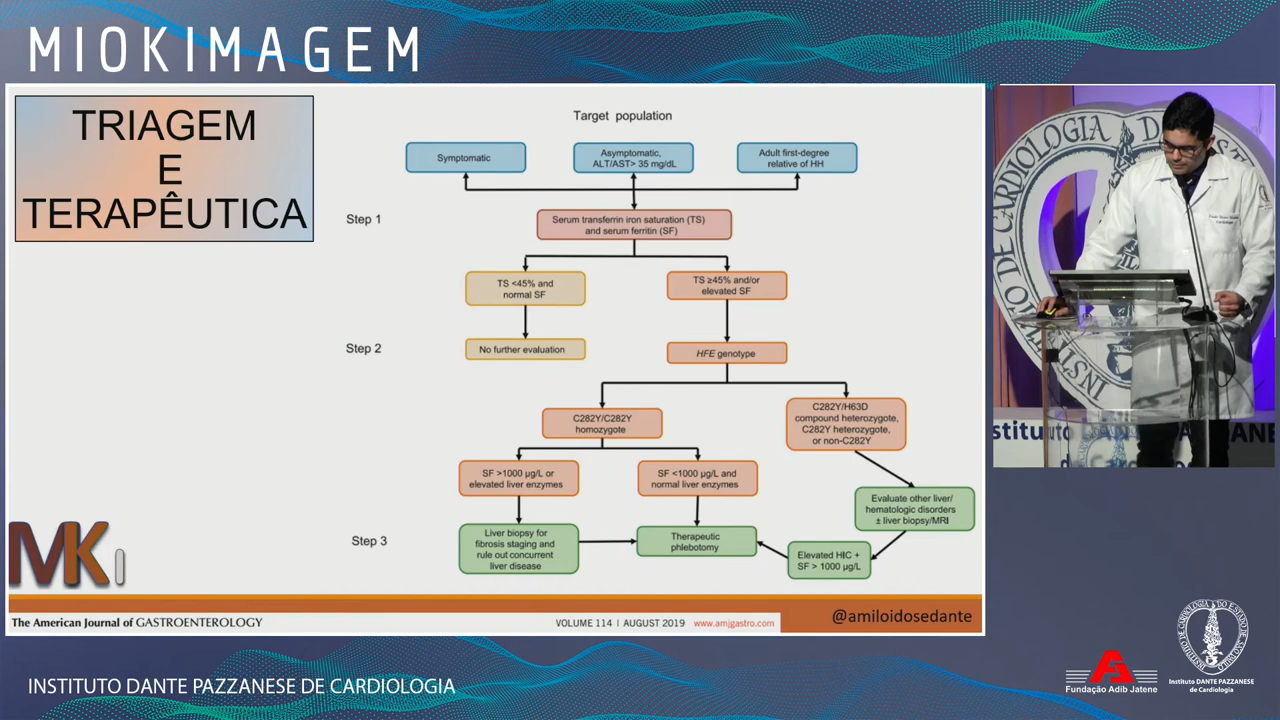 MIOKIMAGEM
TRIAGEM
E
TERAPÊUTICA
Target population
Symptomatic
Asymptomatic,
ALT/AST> 35 mg/dL
Adult first-degree
relative of HH
Step 1
Serum transferrin iron saturation (TS)
and serum ferritin (SF)
TS <45% and
normal SF
TS ≥45% and/or
elevated SF
Step 2
No further evaluation
HFE genotype
C282Y/C282Y
homozygote
C282Y/H63D
compound heterozygote,
C282Y heterozygote,
or non-C282Y
SF >1000 µg/L or
elevated liver enzymes
SF <1000 µg/L and
normal liver enzymes
Evaluate other liver/
hematologic disorders
± liver biopsy/MRI
Step 3
Liver biopsy for
fibrosis staging and
rule out concurrent
liver disease
Therapeutic
phlebotomy
Elevated HIC +
SF > 1000 µg/L
MKI
The American Journal of GASTROENTEROLOGY
VOLUME 114 | AUGUST 2019 www.amjgastro.com
@amiloidosedante
INSTITUTO DANTE PAZZANESE DE CARDIOLOGIA
Fundação Adib Jatene
Instituto DANTE PAZZANESE
de Cardiologia